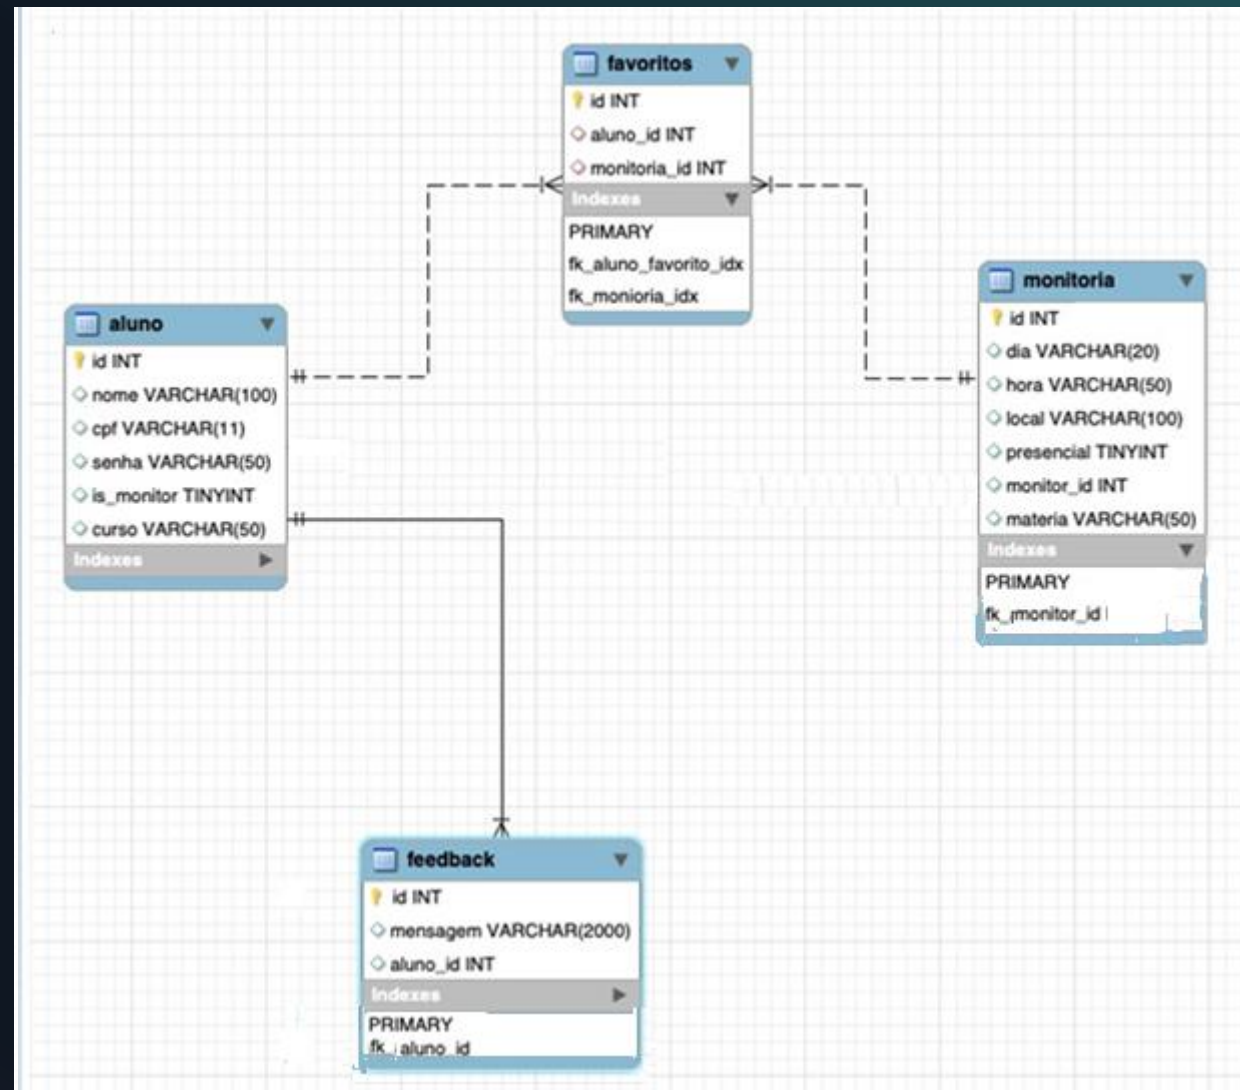 favoritos
id INT
aluno_id INT
monitoria_id INT
Indexes
PRIMARY
fk_aluno_favorito_idx
fk_monioria_idx
monitoria
id INT
dia VARCHAR(20)
hora VARCHAR(50)
local VARCHAR(100)
presencial TINYINT
monitor_id INT
materia VARCHAR(50)
Indexes
PRIMARY
fk_monitor_id
aluno
id INT
nome VARCHAR(100)
cpf VARCHAR(11)
senha VARCHAR(50)
is_monitor TINYINT
curso VARCHAR(50)
Indexes
feedback
id INT
mensagem VARCHAR(2000)
aluno_id INT
Indexes
PRIMARY
fk_aluno_id